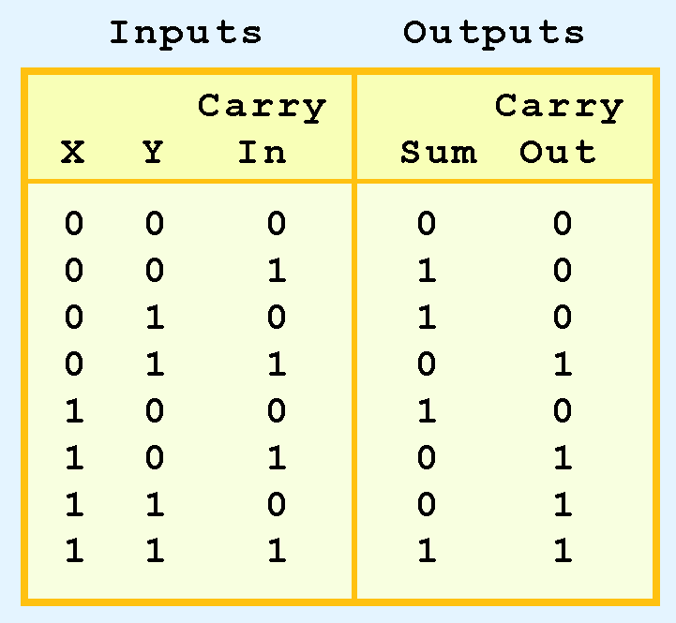 Inputs Outputs
Carry Carry
X Y In Sum Out
0 0 0 0 0
0 0 1 1 0
0 1 0 1 0
0 1 1 0 1
1 0 0 1 0
1 0 1 0 1
1 1 0 0 1
1 1 1 1 1